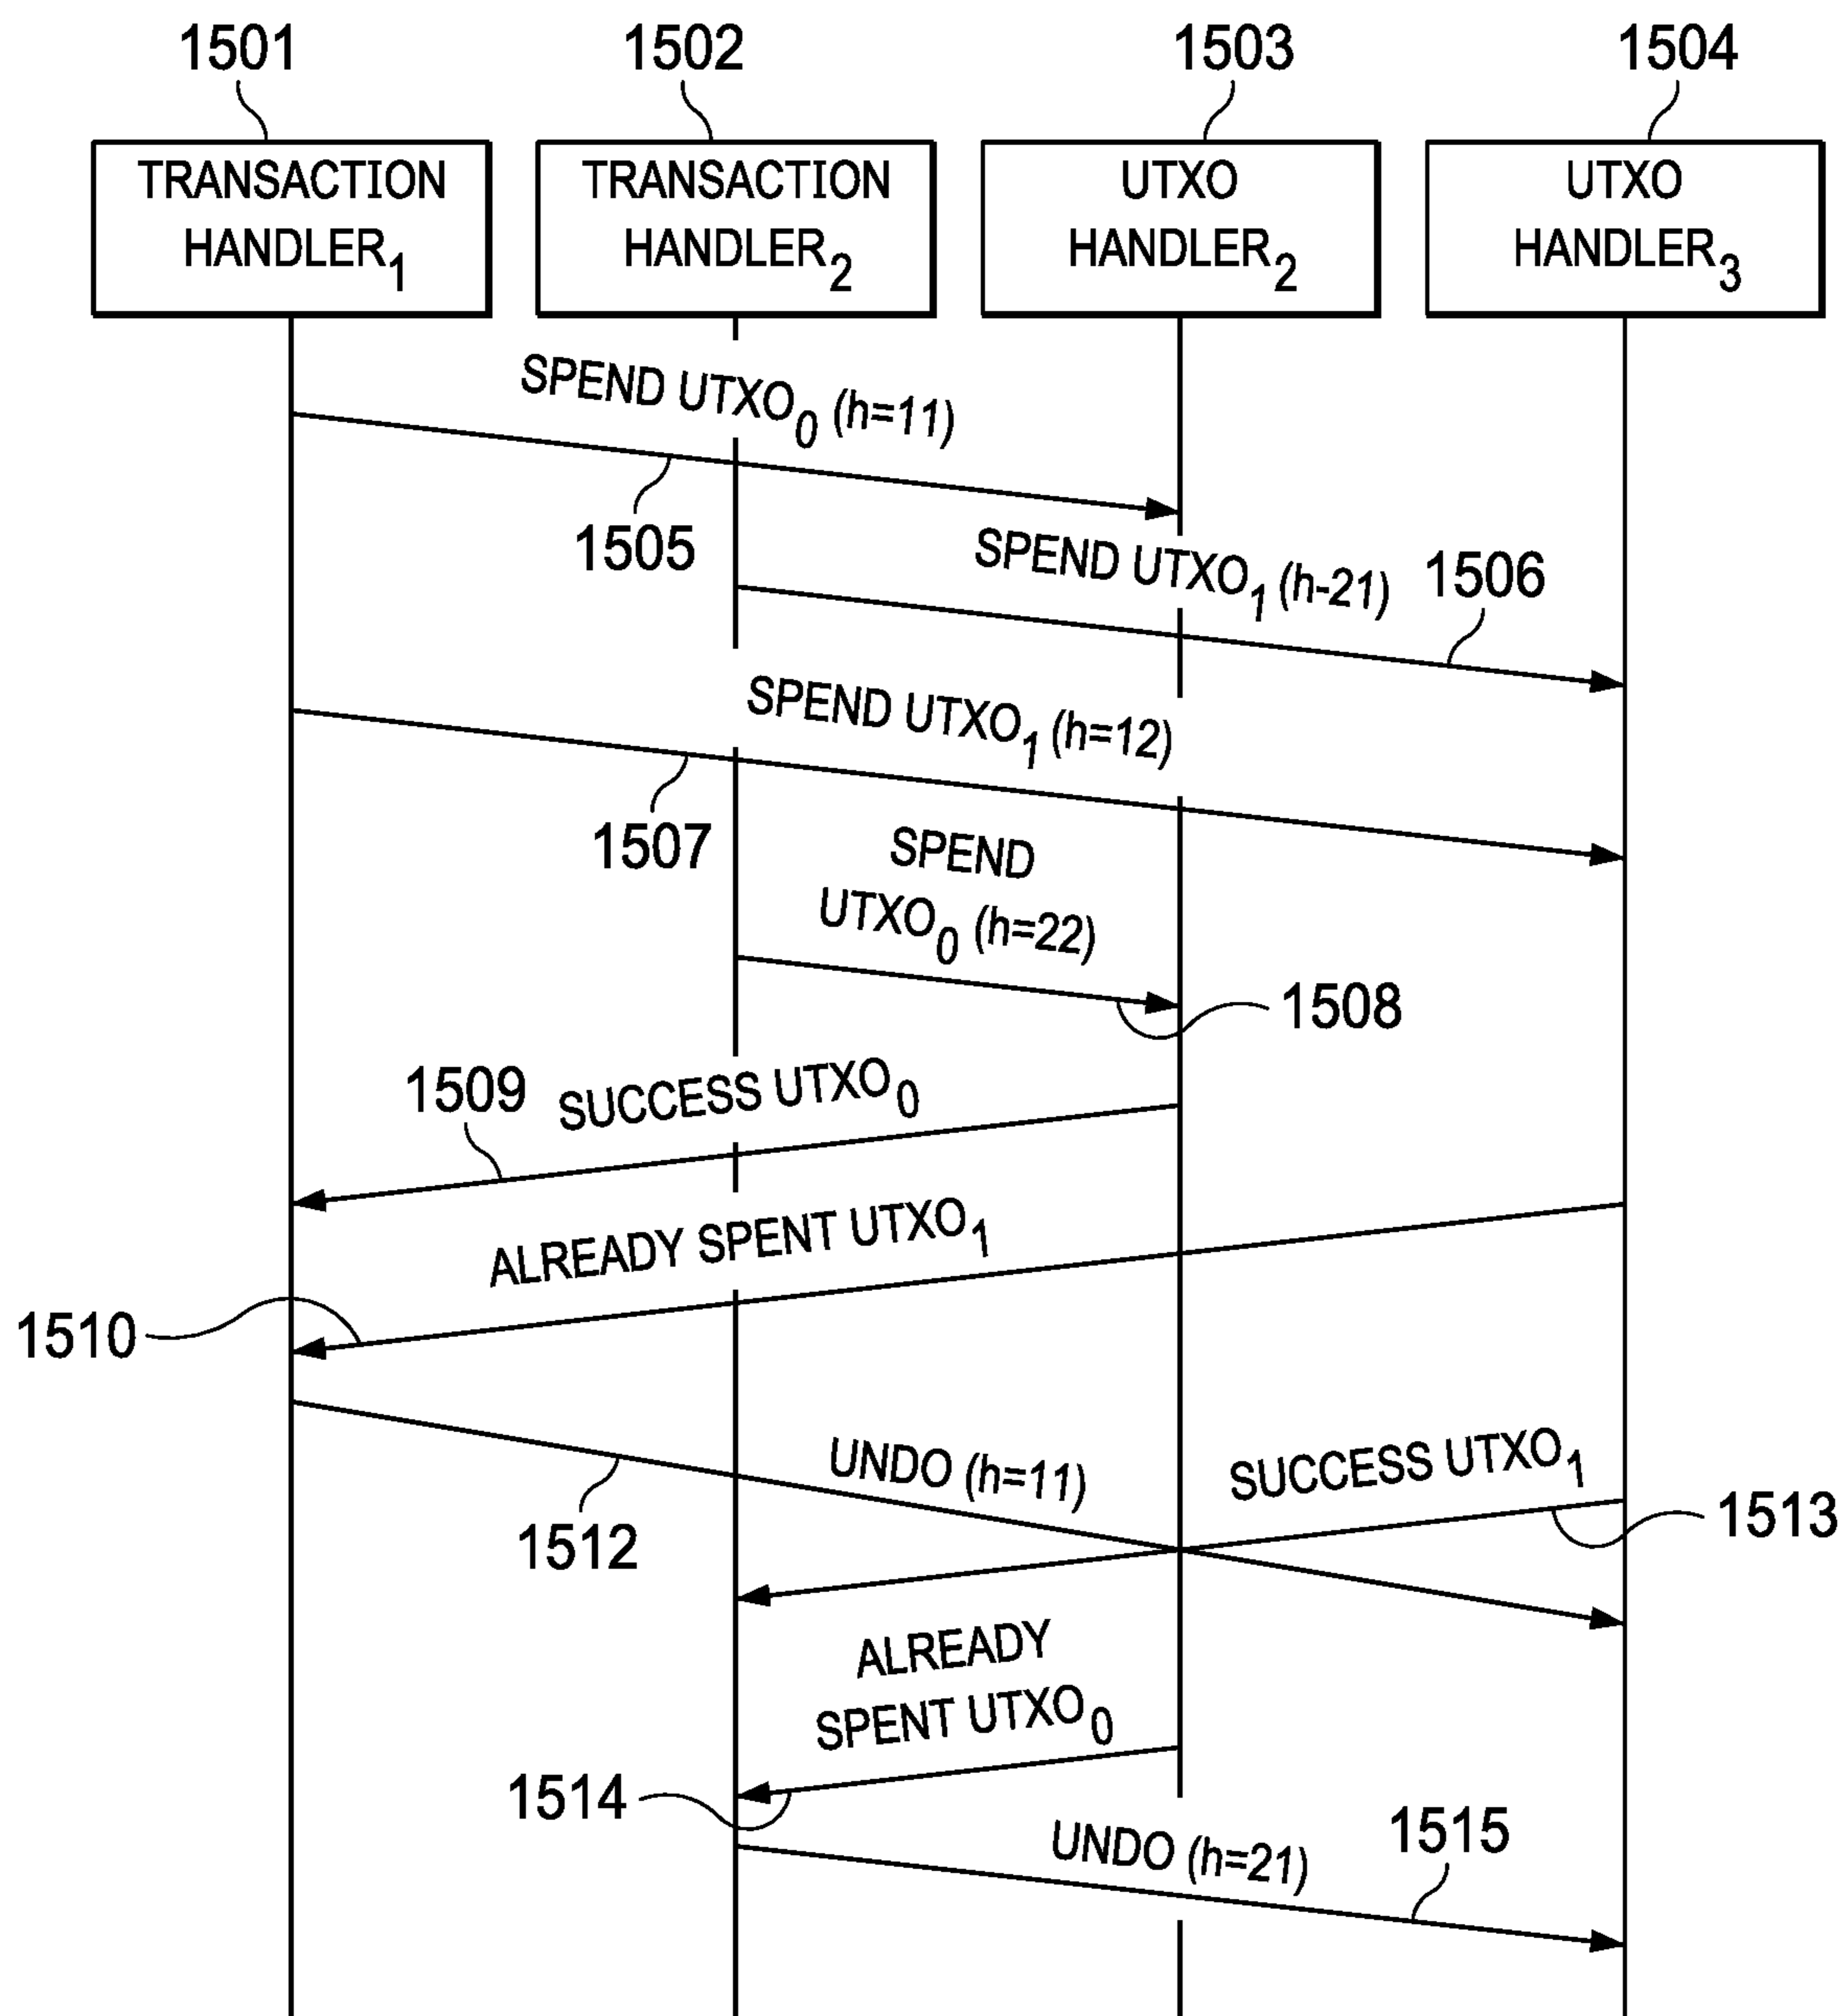 1501
1502
1503
1504
TRANSACTION
HANDLER₁
TRANSACTION
HANDLER₂
UTXO
HANDLER₂
UTXO
HANDLER₃
SPEND UTXO₀ (h=11)
1505
SPEND UTXO₁ (h-21)
1506
SPEND UTXO₁ (h=12)
1507
SPEND
UTXO₀ (h=22)
1508
1509
SUCCESS UTXO₀
ALREADY SPENT UTXO₁
1510
UNDO (h=11)
SUCCESS UTXO₁
1512
1513
ALREADY
SPENT UTXO₀
1514
UNDO (h=21)
1515